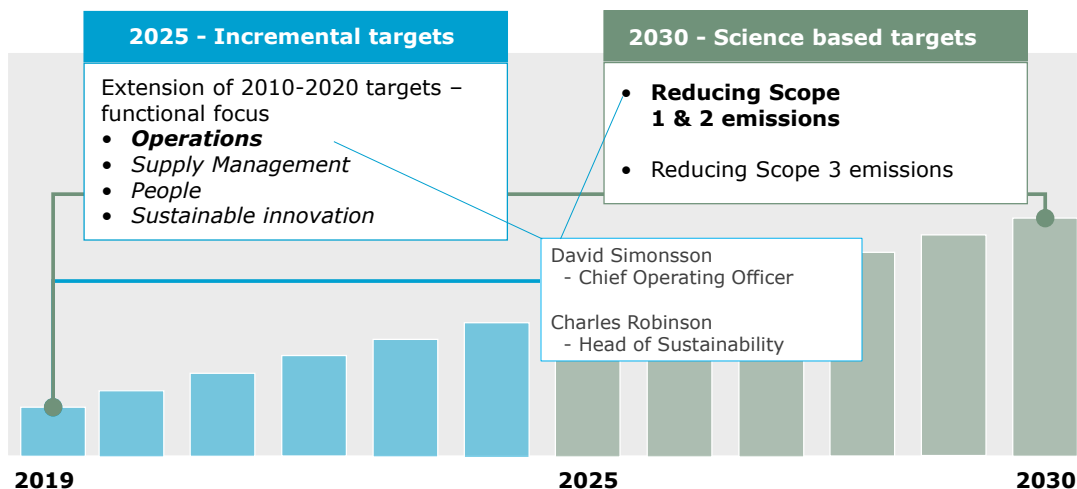 2025 - Incremental targets
Extension of 2010-2020 targets –
functional focus
• Operations
• Supply Management
• People
• Sustainable innovation
2030 - Science based targets
• Reducing Scope
1 & 2 emissions
• Reducing Scope 3 emissions
David Simonsson
- Chief Operating Officer
Charles Robinson
- Head of Sustainability
2019
2025
2030